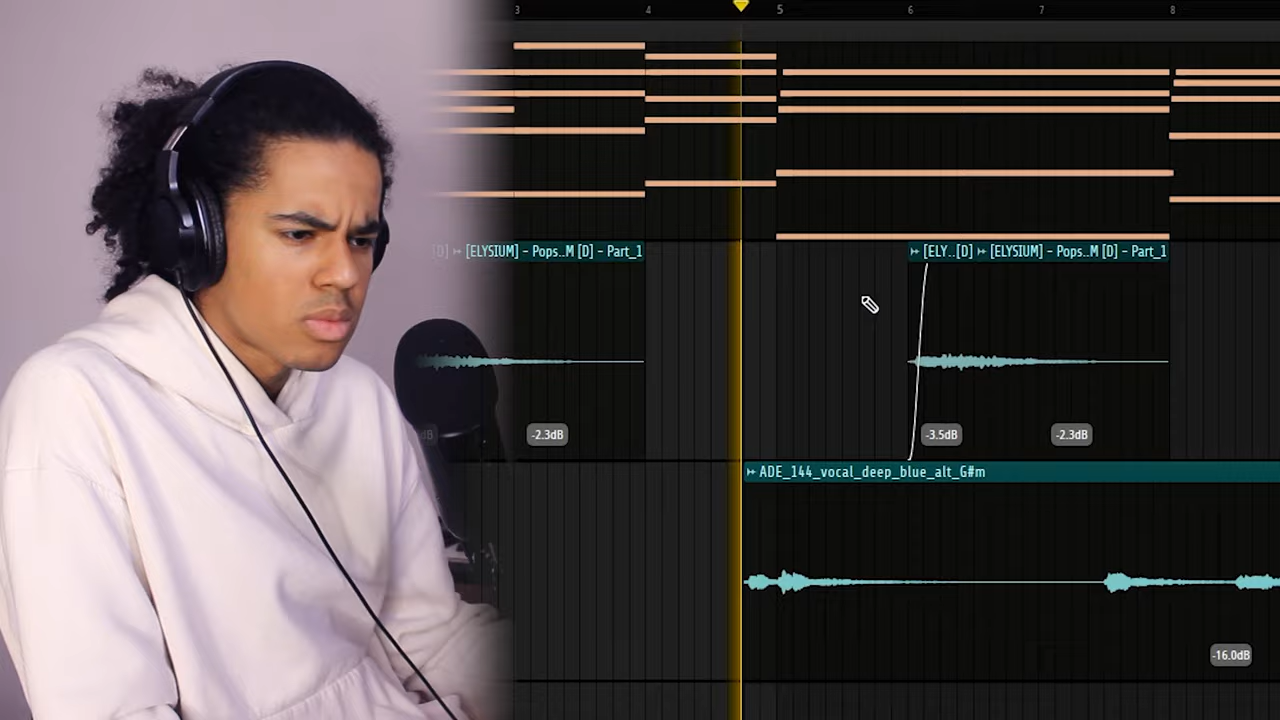 3 4 5 6 7 8
[D] [ELYSIUM] - Pops..M [D] - Part_1 [ELY..[D] [ELYSIUM] - Pops..M [D] - Part_1
dB -2.3dB -3.5dB -2.3dB
ADE_144_vocal_deep_blue_alt_G#m
-16.0dB